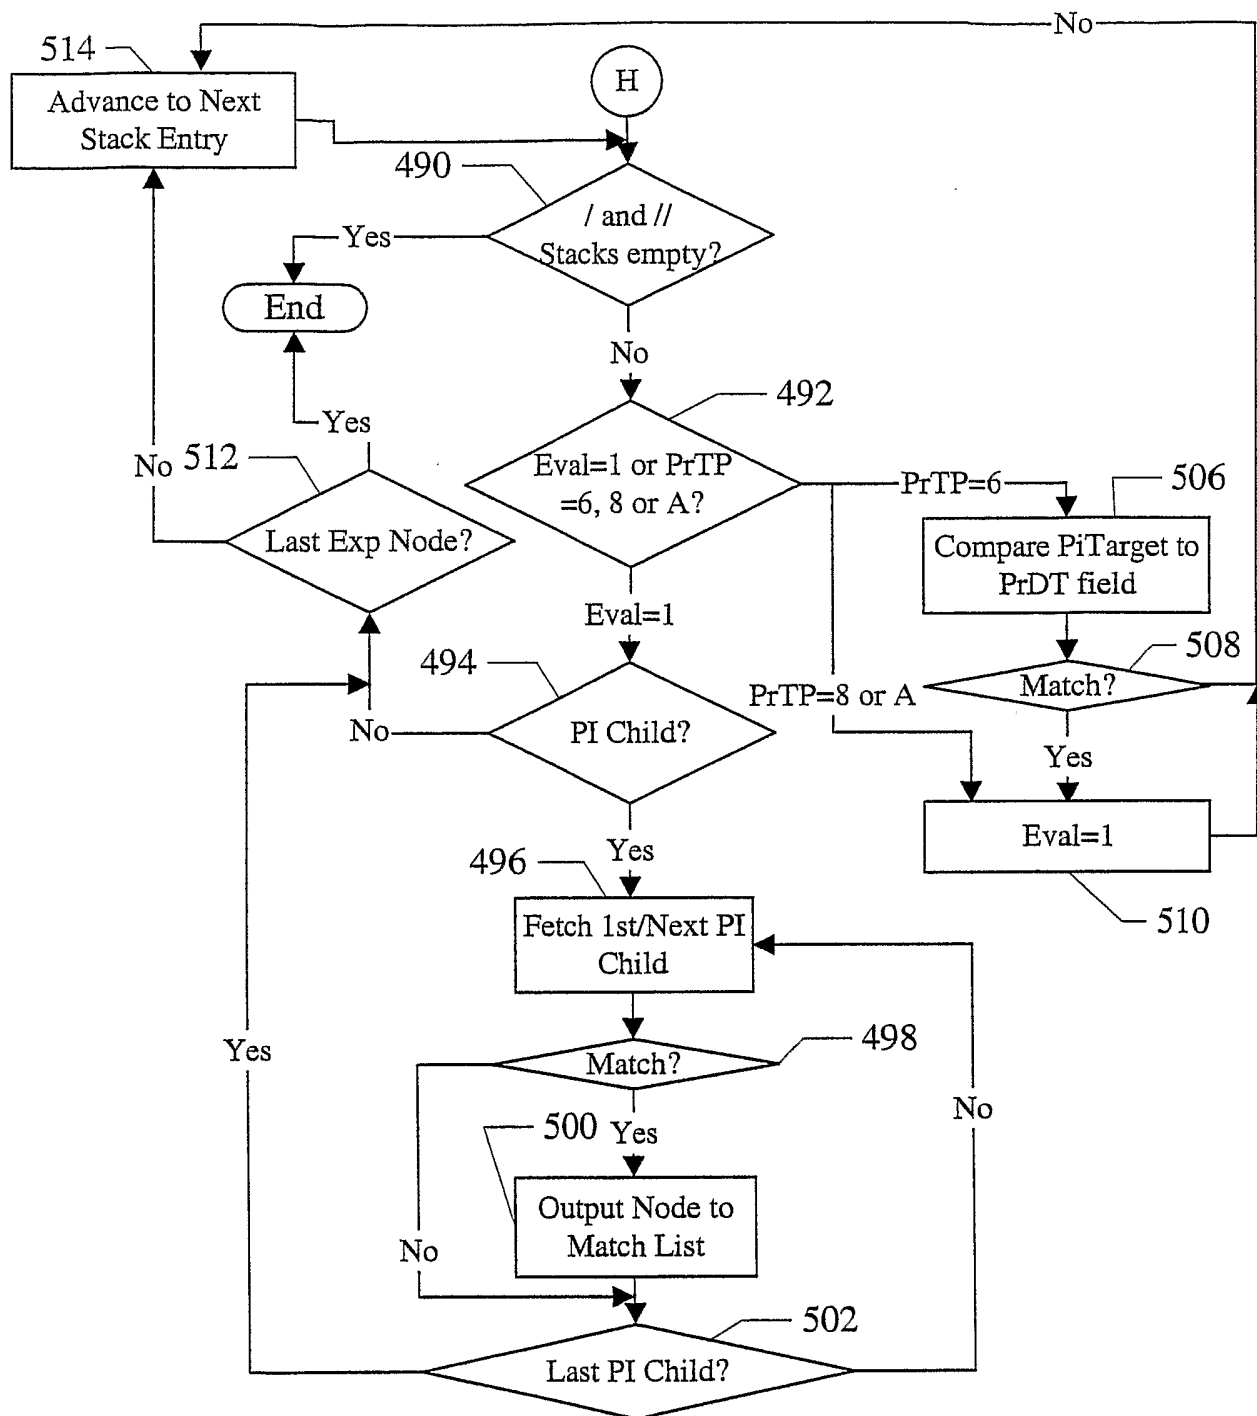 No
514
H
Advance to Next
Stack Entry
490
/ and //
Stacks empty?
Yes
End
No
492
Yes
512
No
Eval=1 or PrTP
=6, 8 or A?
PrTP=6
506
Last Exp Node?
Compare PiTarget to
PrDT field
Eval=1
494
508
Match?
PrTP=8 or A
No
PI Child?
Yes
Eval=1
Yes
496
510
Fetch 1st/Next PI
Child
498
Yes
Match?
No
500
Yes
Output Node to
Match List
No
502
Last PI Child?